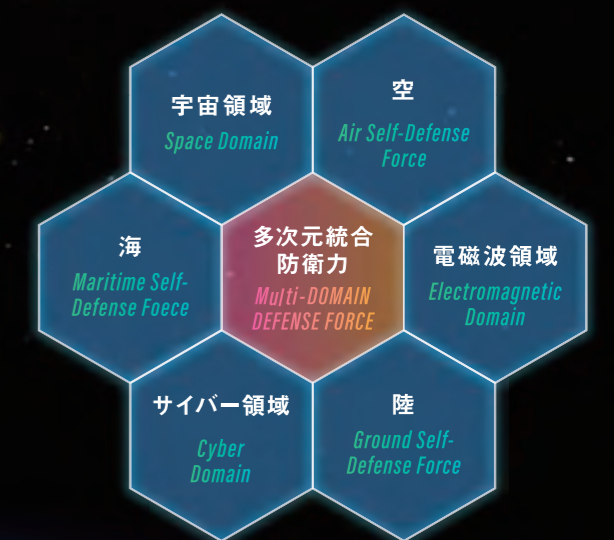 宇宙領域
Space Domain
空
Air Self-Defense
Force
海
Maritime Self-
Defense Foece
多次元統合
防衛力
Multi-DOMAIN
DEFENSE FORCE
電磁波領域
Electromagnetic
Domain
サイバー領域
Cyber
Domain
陸
Ground Self-
Defense Force